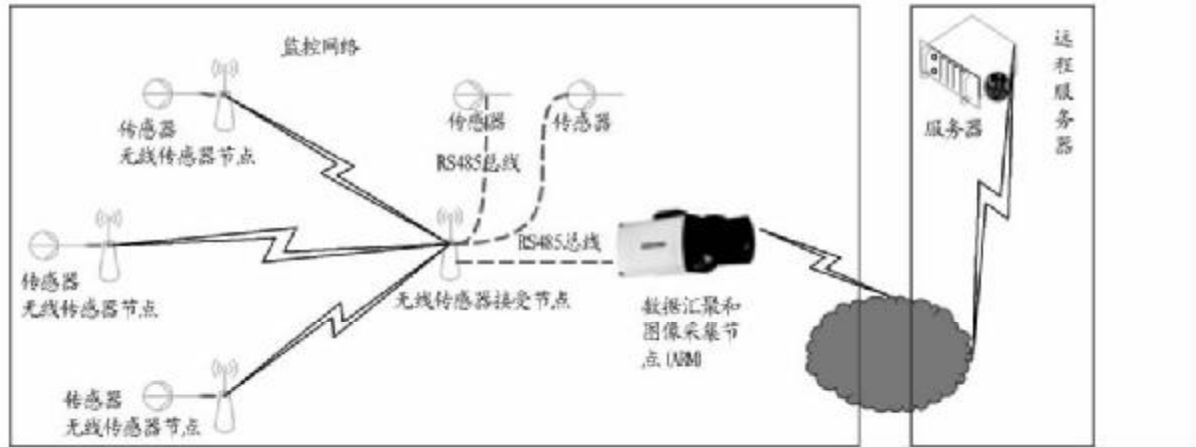 监控网络
传感器
无线传感器节点
传感器
传感器
RS485总线
传感器
无线传感器节点
RS485总线
无线传感器接受节点
数据汇聚和
图像采集节
点(ARM)
传感器
无线传感器节点
服务器
远程服务器